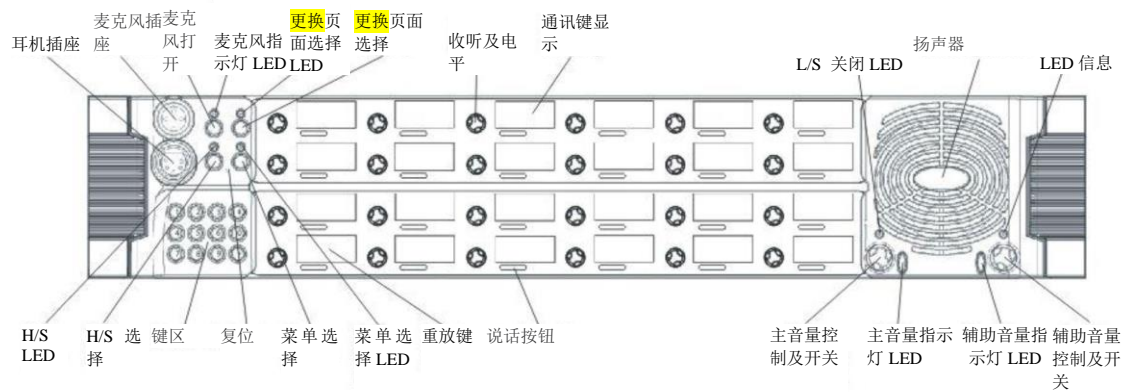 耳机插座
麦克风插
座
麦克
风打
开
麦克风指
示灯 LED
更换页
面选择
LED
更换页面
选择
收听及电
平
通讯键显
示
L/S 关闭 LED
扬声器
LED 信息
H/S
LED
H/S 选
择
键区
复位
菜单选
择
菜单选
择 LED
重放键
说话按钮
主音量控
制及开关
主音量指示
灯 LED
辅助音量指
示灯 LED
辅助音量
控制及开
关